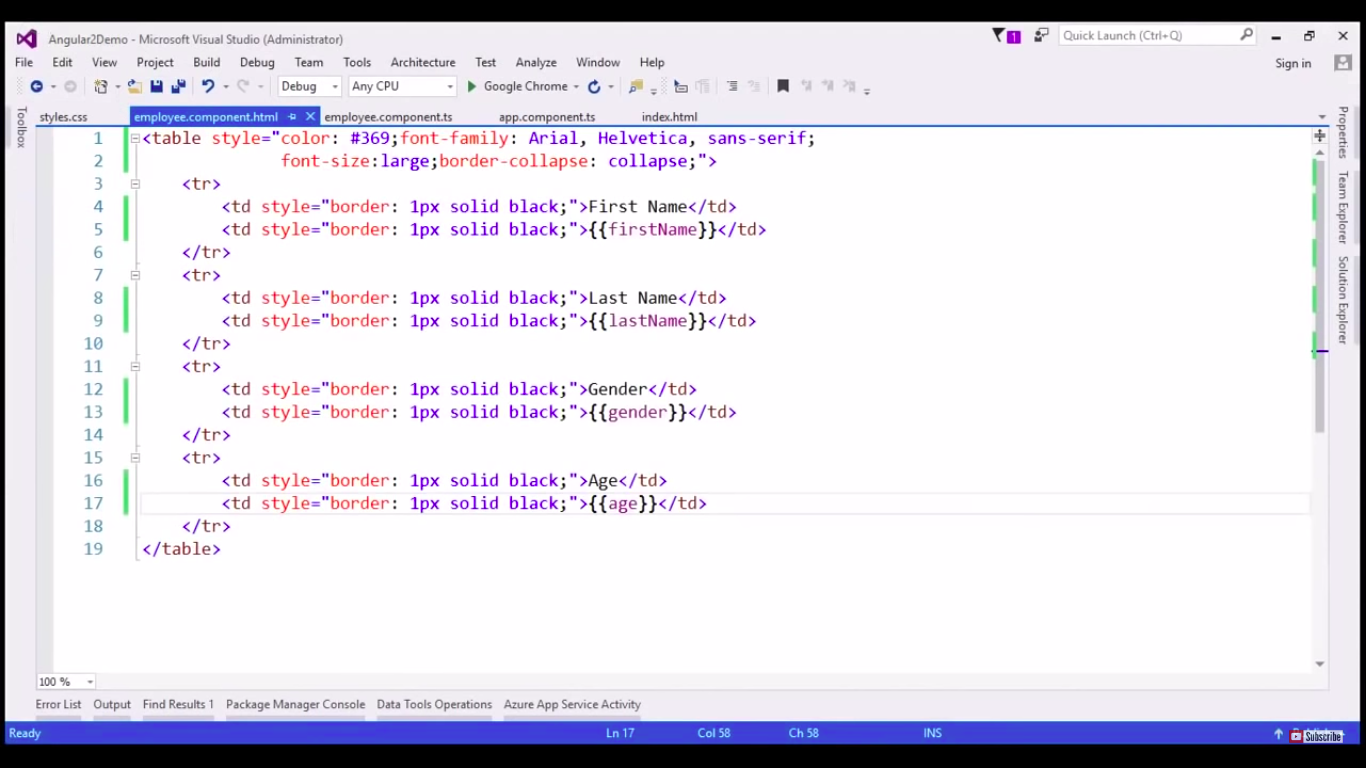 Angular2Demo - Microsoft Visual Studio (Administrator)
1
Quick Launch (Ctrl+Q)
File Edit View Project Build Debug Team Tools Architecture Test Analyze Window Help
Sign in
Debug Any CPU Google Chrome
Toolbox
styles.css employee.component.html employee.component.ts app.component.ts index.html
1 <table style="color: #369;font-family: Arial, Helvetica, sans-serif;
2 font-size:large;border-collapse: collapse;">
3 <tr>
4 <td style="border: 1px solid black;">First Name</td>
5 <td style="border: 1px solid black;">{{firstName}}</td>
6 </tr>
7 <tr>
8 <td style="border: 1px solid black;">Last Name</td>
9 <td style="border: 1px solid black;">{{lastName}}</td>
10 </tr>
11 <tr>
12 <td style="border: 1px solid black;">Gender</td>
13 <td style="border: 1px solid black;">{{gender}}</td>
14 </tr>
15 <tr>
16 <td style="border: 1px solid black;">Age</td>
17 <td style="border: 1px solid black;">{{age}}</td>
18 </tr>
19 </table>
Properties
Team Explorer
Solution Explorer
100 %
Error List Output Find Results 1 Package Manager Console Data Tools Operations Azure App Service Activity
Ready Ln 17 Col 58 Ch 58 INS
Subscribe